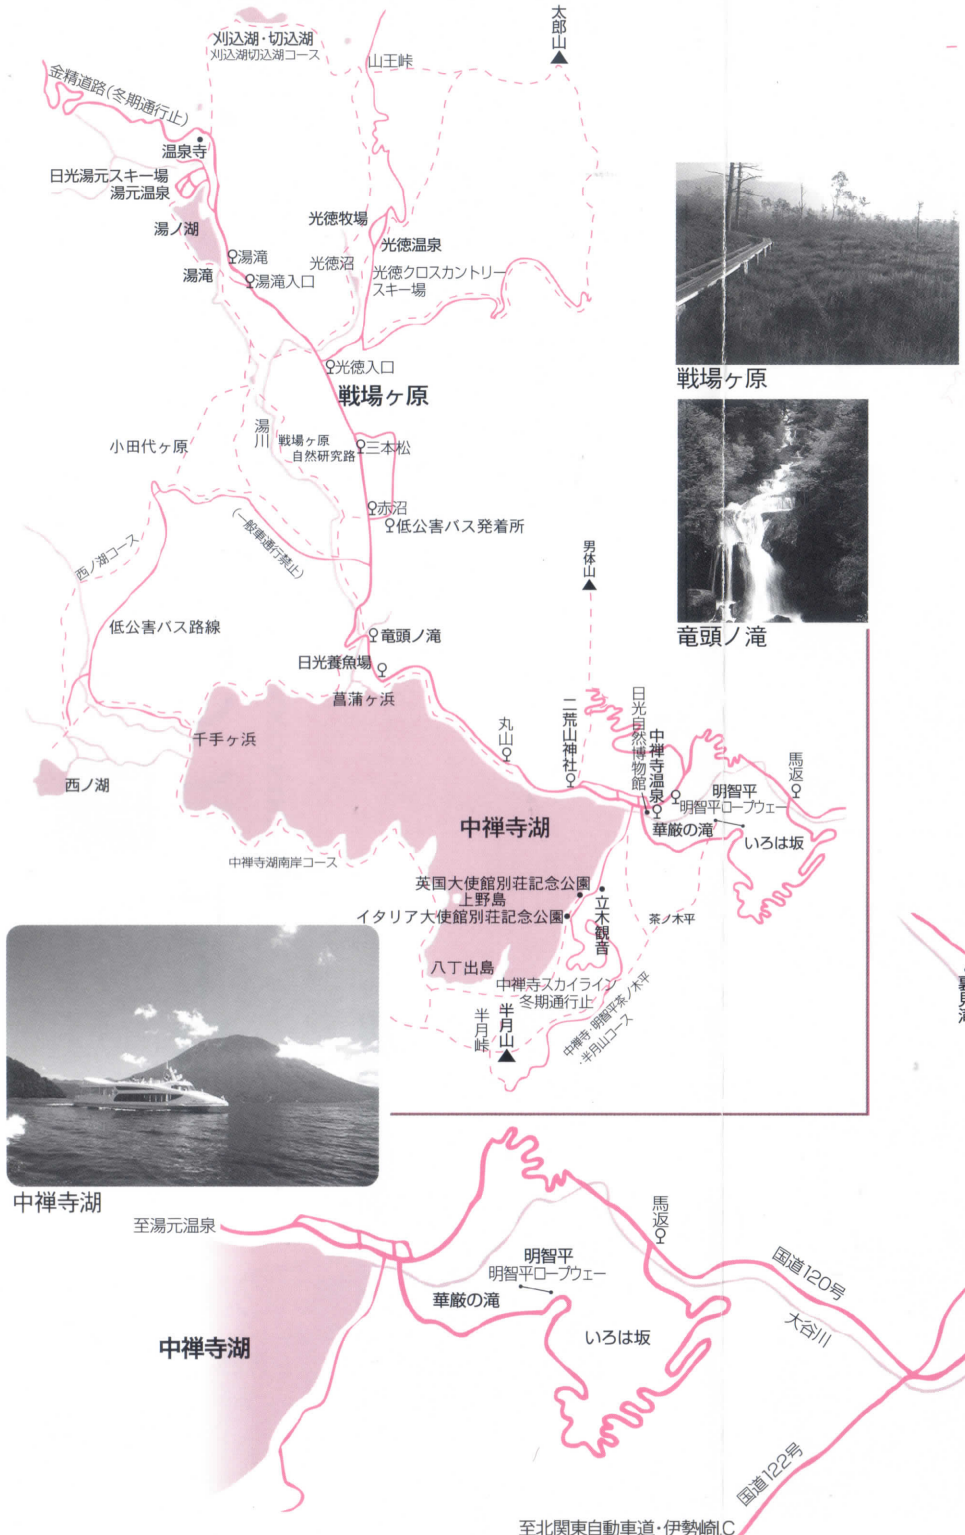 太郎山
刈込湖・切込湖
刈込湖切込湖コース
山王峠
金精道路(冬期通行止)
温泉寺
日光湯元スキー場
湯元温泉
湯ノ湖
湯滝
湯滝
湯滝入口
光徳牧場
光徳温泉
光徳沼
光徳クロスカントリー
スキー場
光徳入口
戦場ヶ原
戦場ヶ原
小田代ヶ原
湯川
戦場ヶ原
自然研究路
三本松
赤沼
低公害バス発着所
(一般車通行禁止)
西ノ湖コース
低公害バス路線
男体山
竜頭ノ滝
竜頭ノ滝
日光養魚場
菖蒲ヶ浜
千手ヶ浜
西ノ湖
丸山
二荒山神社
日光自然博物館
中禅寺温泉
馬返
明智平
明智平ロープウェー
華厳の滝
いろは坂
中禅寺湖
中禅寺湖南岸コース
英国大使館別荘記念公園
上野島
イタリア大使館別荘記念公園
立木観音
茶ノ木平
八丁出島
中禅寺スカイライン
冬期通行止
半月峠
半月山
中禅寺・明智平茶ノ木平
・半月山コース
裏見滝
中禅寺湖
至湯元温泉
馬返
明智平
明智平ロープウェー
国道120号
華厳の滝
大谷川
いろは坂
中禅寺湖
国道122号
至北関東自動車道・伊勢崎I.C